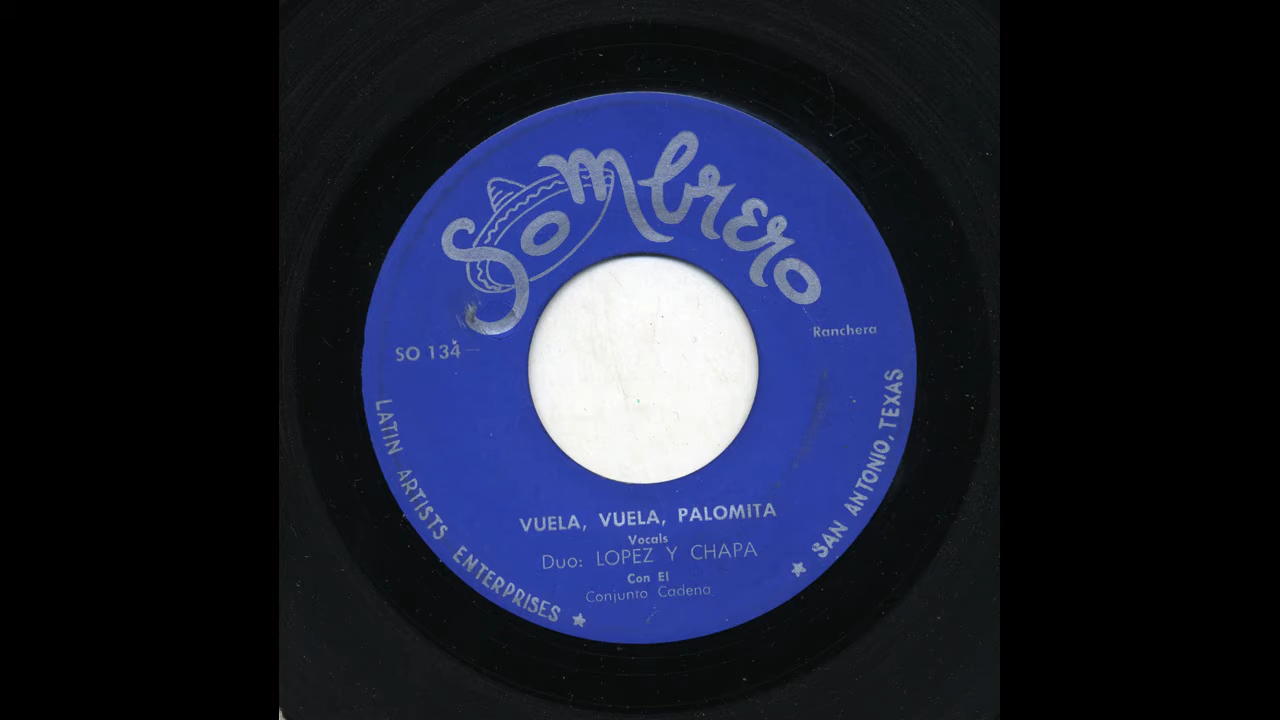 Sombrero
Ranchera
SO 134
VUELA, VUELA, PALOMITA
Vocals
Duo: LOPEZ Y CHAPA
Con El
Conjunto Cadena
LATIN ARTISTS ENTERPRISES ★ ★ SAN ANTONIO, TEXAS